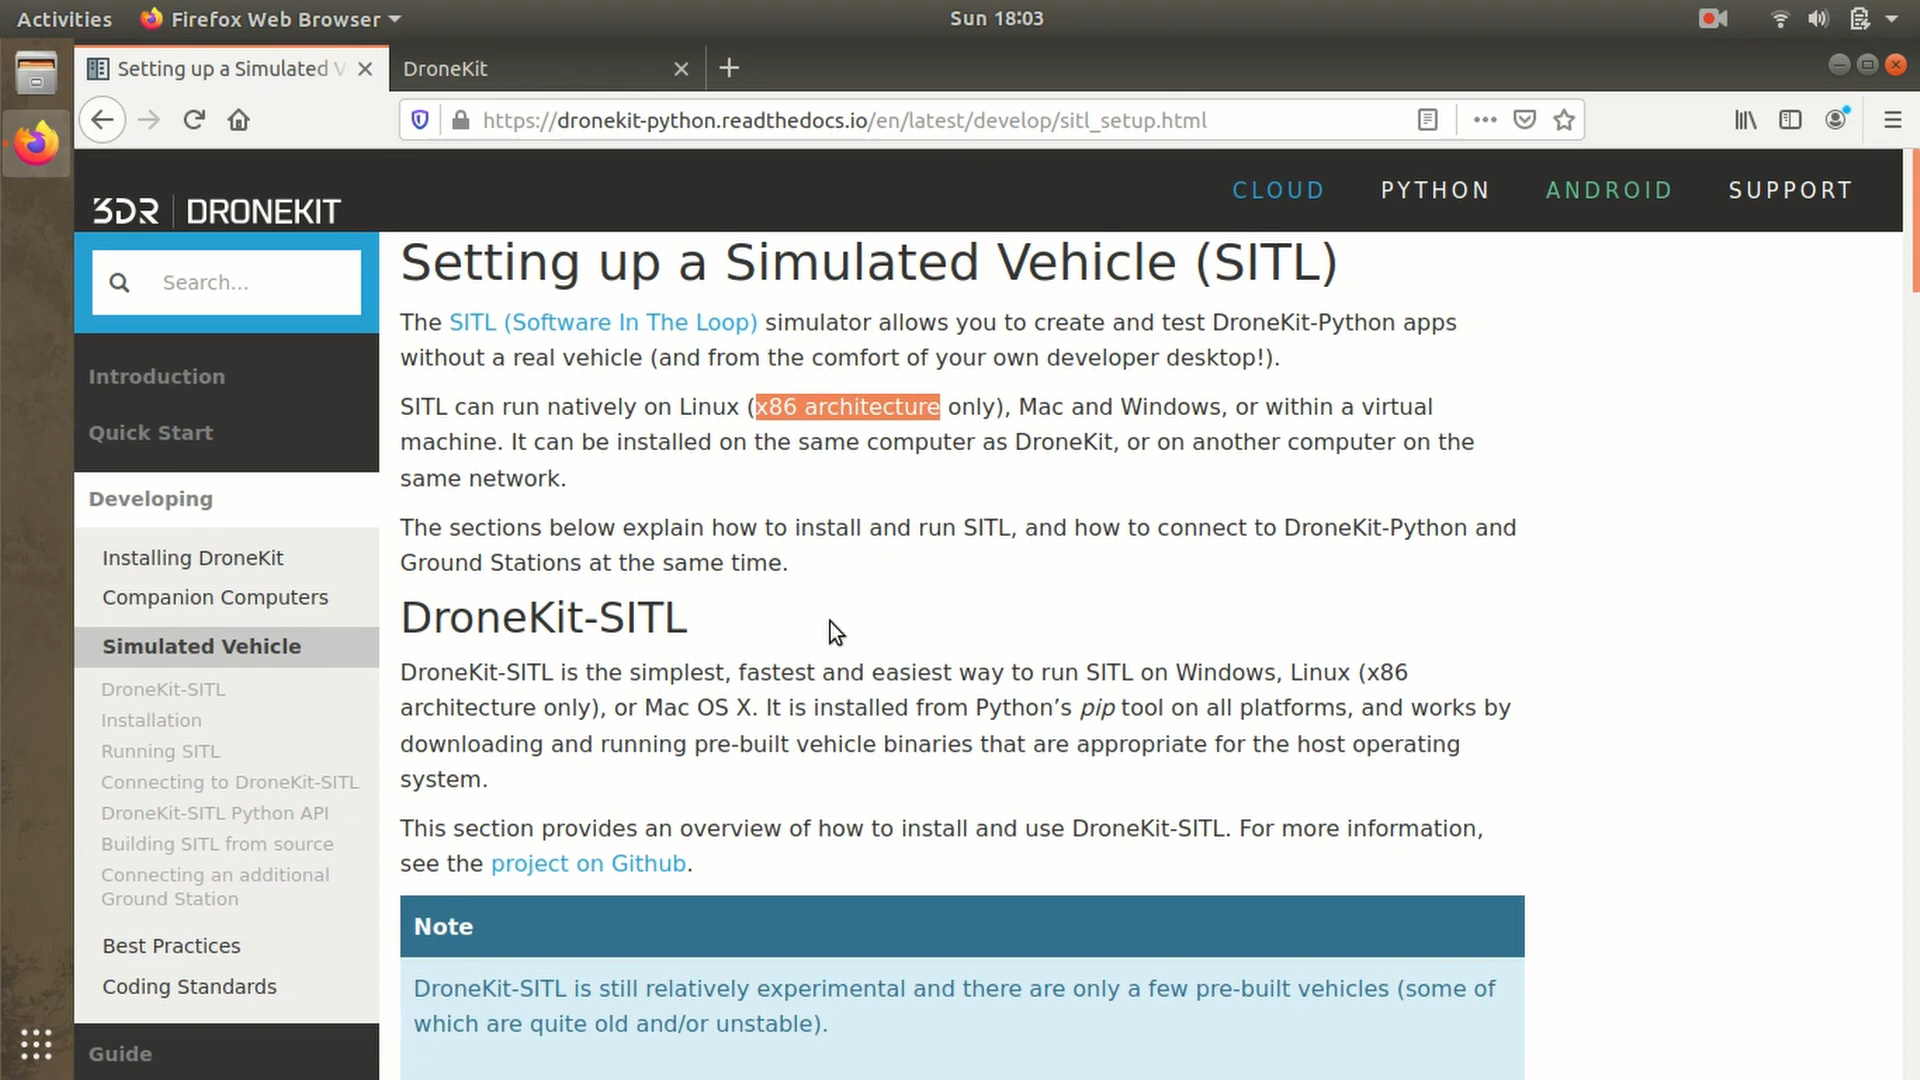 Activities Firefox Web Browser Sun 18:03
Setting up a Simulated V DroneKit
https://dronekit-python.readthedocs.io/en/latest/develop/sitl_setup.html
3DR DRONEKIT CLOUD PYTHON ANDROID SUPPORT
Search...
Introduction
Quick Start
Developing
Installing DroneKit
Companion Computers
Simulated Vehicle
DroneKit-SITL
Installation
Running SITL
Connecting to DroneKit-SITL
DroneKit-SITL Python API
Building SITL from source
Connecting an additional
Ground Station
Best Practices
Coding Standards
Guide
Setting up a Simulated Vehicle (SITL)
The SITL (Software In The Loop) simulator allows you to create and test DroneKit-Python apps
without a real vehicle (and from the comfort of your own developer desktop!).
SITL can run natively on Linux (x86 architecture only), Mac and Windows, or within a virtual
machine. It can be installed on the same computer as DroneKit, or on another computer on the
same network.
The sections below explain how to install and run SITL, and how to connect to DroneKit-Python and
Ground Stations at the same time.
DroneKit-SITL
DroneKit-SITL is the simplest, fastest and easiest way to run SITL on Windows, Linux (x86
architecture only), or Mac OS X. It is installed from Python’s pip tool on all platforms, and works by
downloading and running pre-built vehicle binaries that are appropriate for the host operating
system.
This section provides an overview of how to install and use DroneKit-SITL. For more information,
see the project on Github.
Note
DroneKit-SITL is still relatively experimental and there are only a few pre-built vehicles (some of
which are quite old and/or unstable).